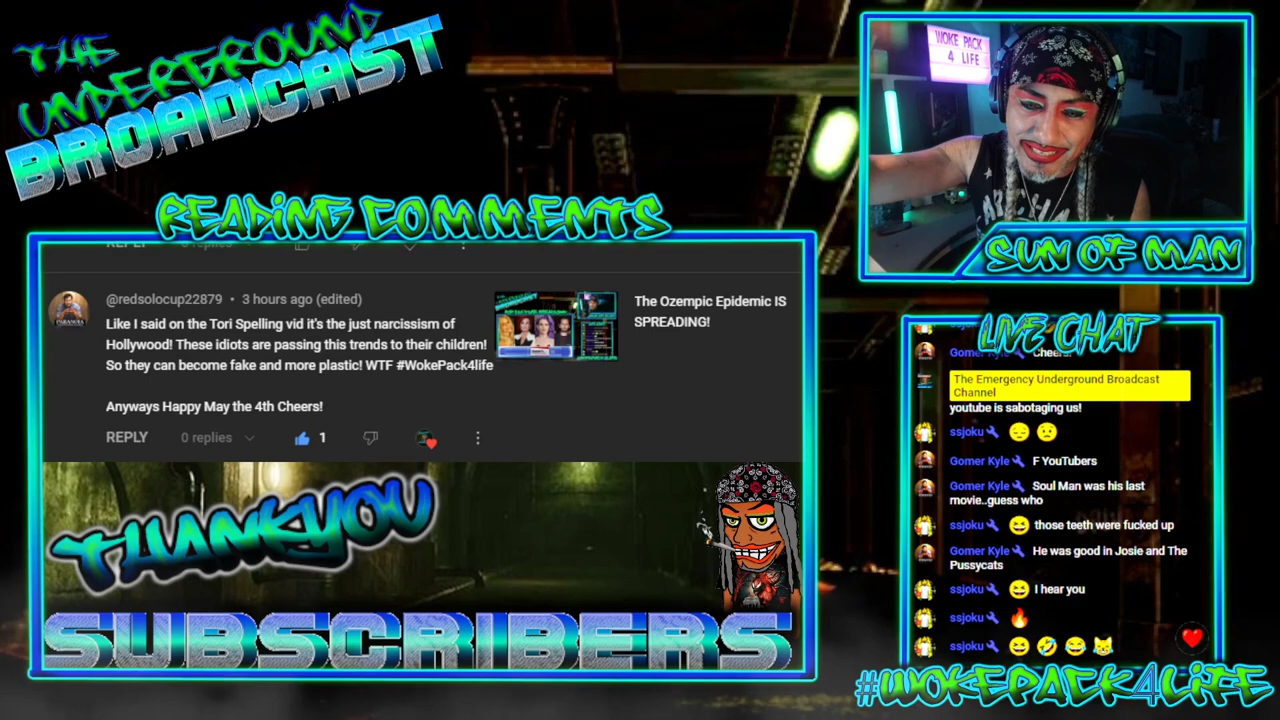 THE
UNDERGROUND
BROADCAST
READING COMMENTS
REPLY 0 replies
@redsolocup22879 • 3 hours ago (edited)
Like I said on the Tori Spelling vid it's the just narcissism of
Hollywood! These idiots are passing this trends to their children!
So they can become fake and more plastic! WTF #WokePack4life
Anyways Happy May the 4th Cheers!
REPLY 0 replies 1
The Ozempic Epidemic IS
SPREADING!
THANKYOU
SUBSCRIBERS
WOKE PACK
4 LIFE
SUN OF MAN
LIVE CHAT
Gomer Kyle Cheers!
The Emergency Underground Broadcast
Channel
youtube is sabotaging us!
ssjoku 😔 😟
Gomer Kyle F YouTubers
Gomer Kyle Soul Man was his last
movie..guess who
ssjoku 😆 those teeth were fucked up
Gomer Kyle He was good in Josie and The
Pussycats
ssjoku 😆 I hear you
ssjoku 🔥
ssjoku 😆 🤣 😂 😹
#WOKEPACK4LIFE